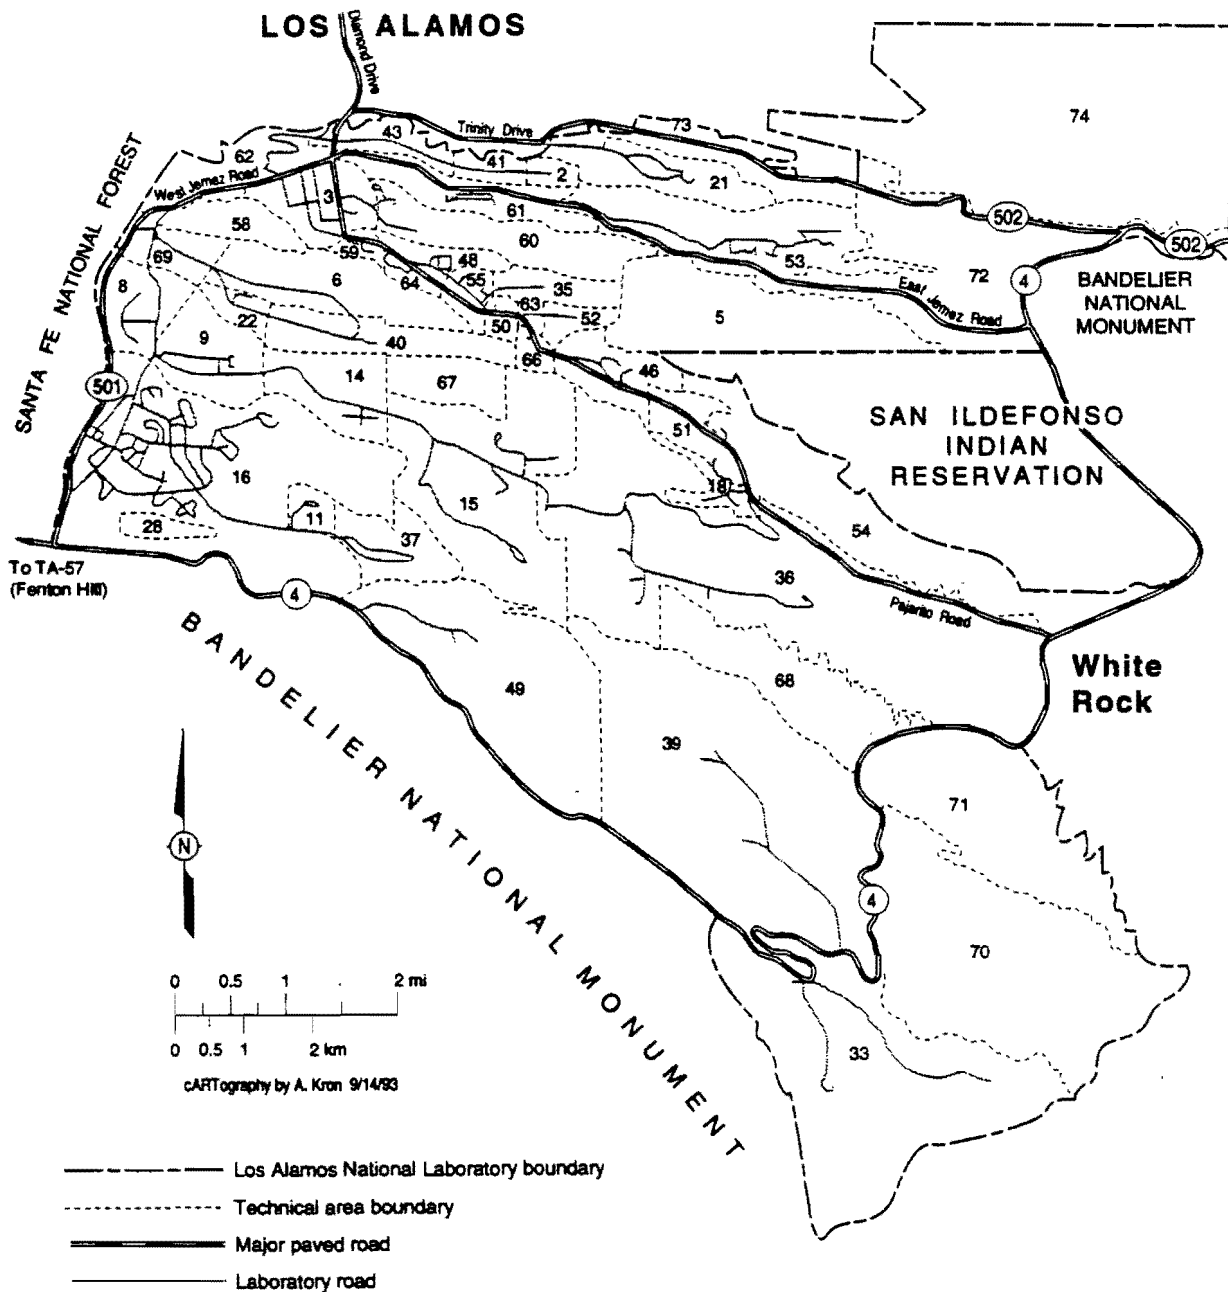 LOS ALAMOS
Diamond Drive
74
43
Trinity Drive
73
62
41
2
21
West Jemez Road
3
61
502
58
60
502
SANTA FE NATIONAL FOREST
59
48
53
72
4
69
6
64
55
35
BANDELIER
NATIONAL
MONUMENT
8
63
East Jemez Road
22
50
52
5
9
40
66
14
67
46
501
SAN ILDEFONSO
INDIAN
RESERVATION
51
16
18
15
11
28
37
54
To TA-57
(Fenton Hill)
36
4
Pajarito Road
BANDELIER NATIONAL MONUMENT
White
Rock
68
49
39
71
N
4
70
0 0.5 1 2 mi
0 0.5 1 2 km
33
cARTography by A. Kron 9/14/93
Los Alamos National Laboratory boundary
Technical area boundary
Major paved road
Laboratory road